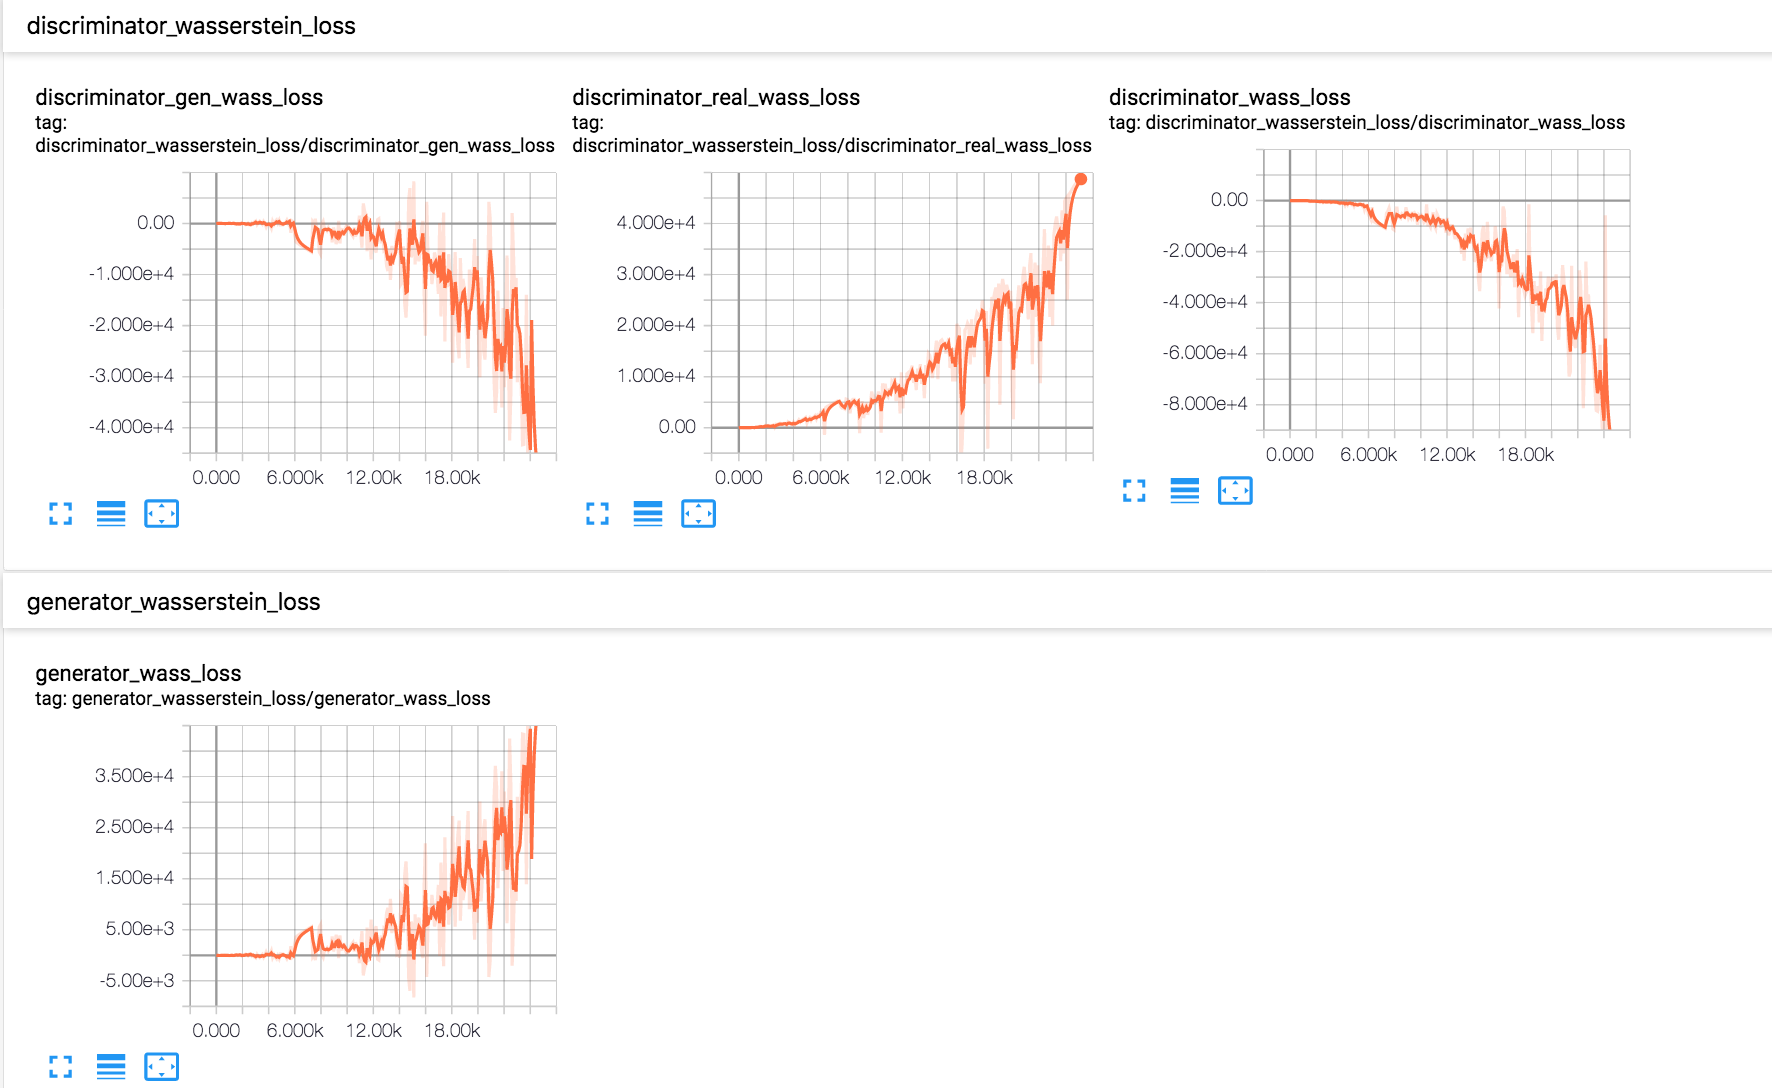 discriminator_wasserstein_loss
discriminator_gen_wass_loss
tag:
discriminator_wasserstein_loss/discriminator_gen_wass_loss
0.00
-1.000e+4
-2.000e+4
-3.000e+4
-4.000e+4
0.000 6.000k 12.00k 18.00k
discriminator_real_wass_loss
tag:
discriminator_wasserstein_loss/discriminator_real_wass_loss
4.000e+4
3.000e+4
2.000e+4
1.000e+4
0.00
0.000 6.000k 12.00k 18.00k
discriminator_wass_loss
tag: discriminator_wasserstein_loss/discriminator_wass_loss
0.00
-2.000e+4
-4.000e+4
-6.000e+4
-8.000e+4
0.000 6.000k 12.00k 18.00k
generator_wasserstein_loss
generator_wass_loss
tag: generator_wasserstein_loss/generator_wass_loss
3.500e+4
2.500e+4
1.500e+4
5.00e+3
-5.00e+3
0.000 6.000k 12.00k 18.00k